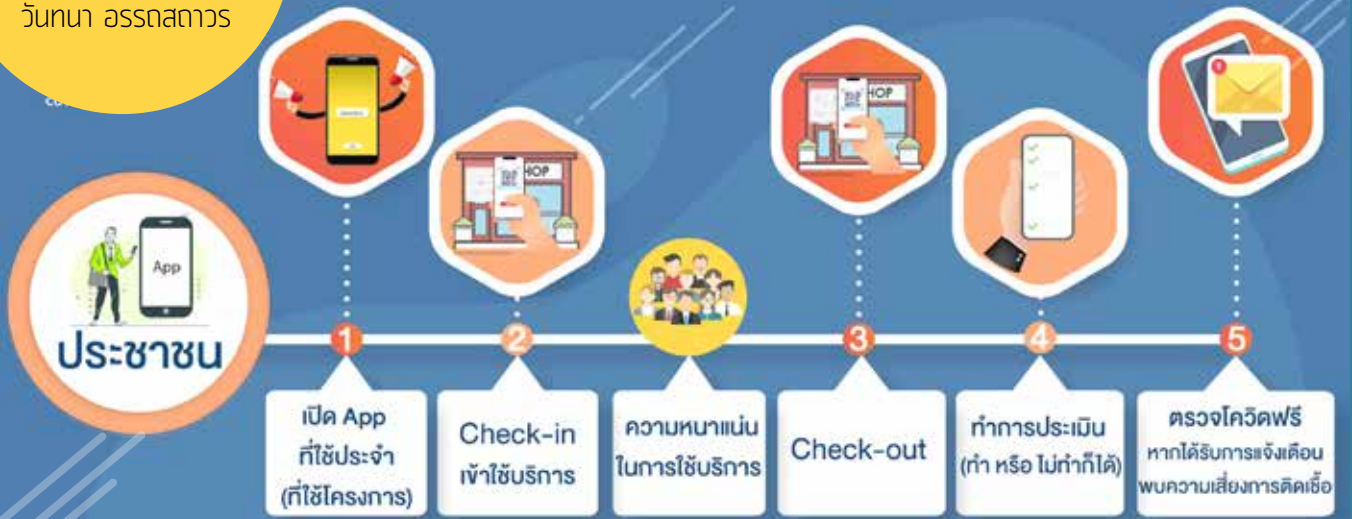 วันทนา อรรถสถาวร
App
ประชาชน
HOP
HOP
1
1
2
3
4
5
เปิด App
ที่ใช้ประจำ
(ที่ใช้โครงการ)
Check-in
เข้าใช้บริการ
ความหนาแน่น
ในการใช้บริการ
Check-out
ทำการประเมิน
(ทำ หรือ ไม่ทำก็ได้)
ตรวจโควิดฟรี
หากได้รับการแจ้งเตือน
พบความเสี่ยงการติดเชื้อ